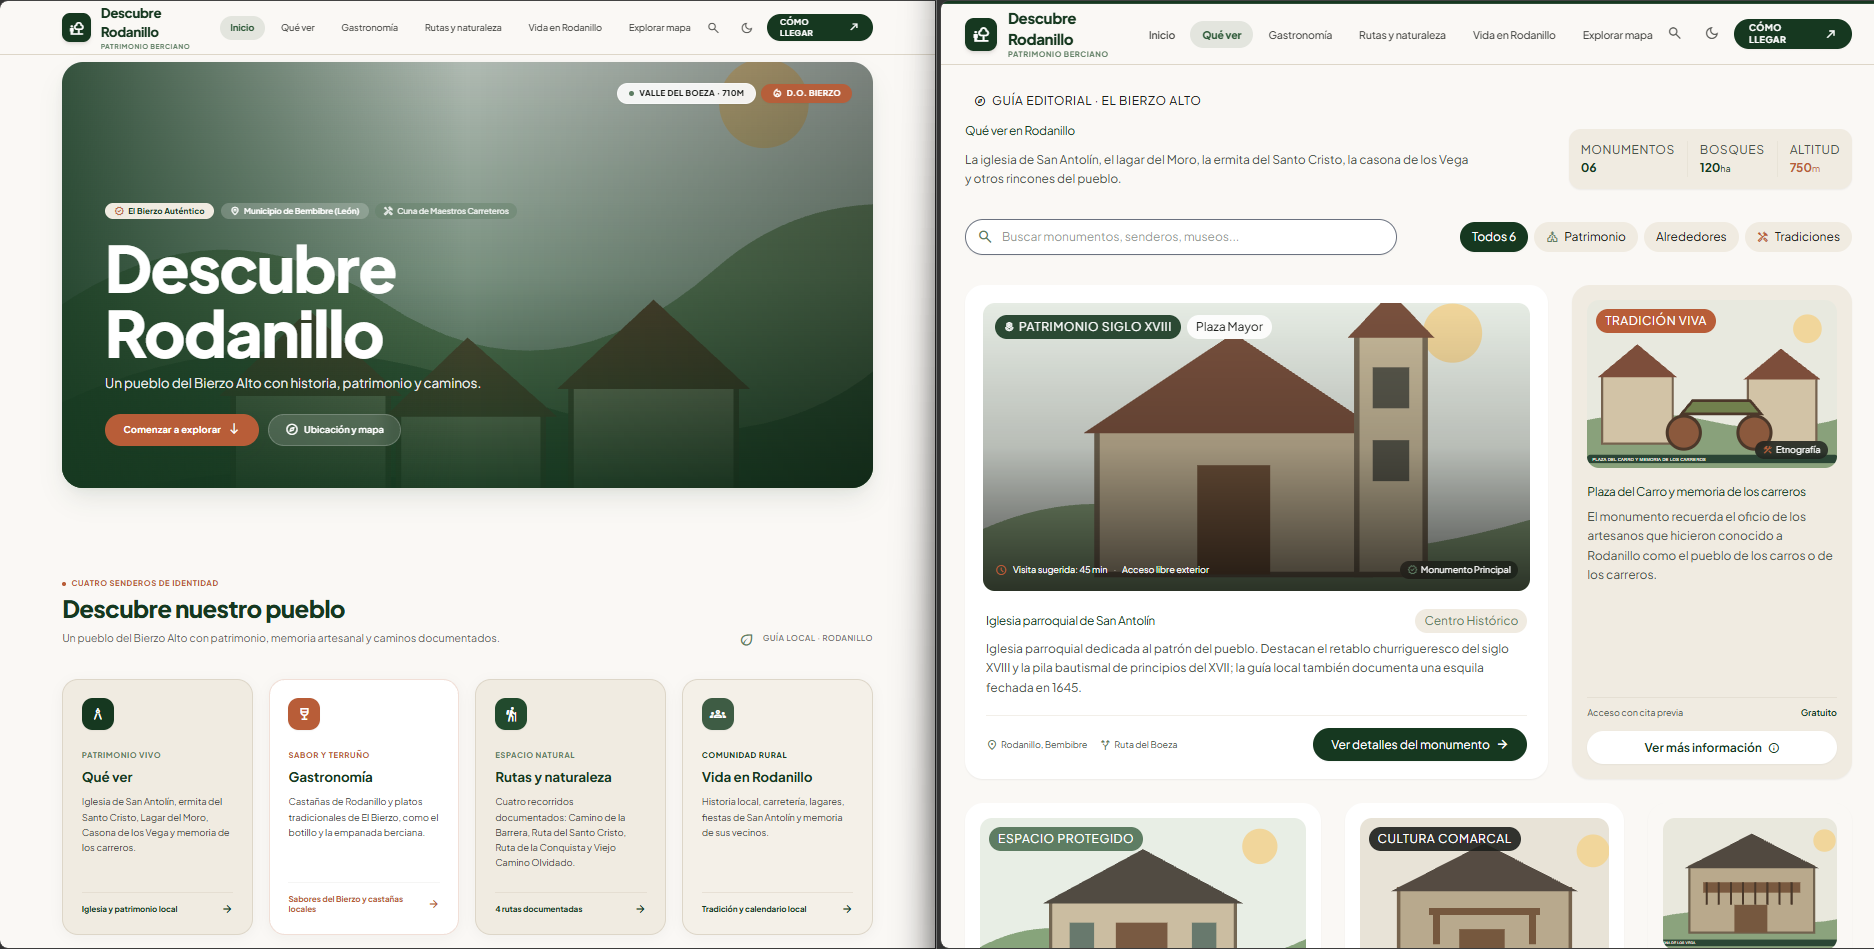 Descubre
Rodanillo
PATRIMONIO BERCIANO
Inicio
Qué ver
Gastronomía
Rutas y naturaleza
Vida en Rodanillo
Explorar mapa
CÓMO
LLEGAR
VALLE DEL BOEZA · 710M
D.O. BIERZO
El Bierzo Auténtico
Municipio de Bembibre (León)
Cuna de Maestros Carreteros
Descubre
Rodanillo
Un pueblo del Bierzo Alto con historia, patrimonio y caminos.
Comenzar a explorar
Ubicación y mapa
CUATRO SENDEROS DE IDENTIDAD
Descubre nuestro pueblo
Un pueblo del Bierzo Alto con patrimonio, memoria artesanal y caminos documentados.
GUÍA LOCAL · RODANILLO
PATRIMONIO VIVO
Qué ver
Iglesia de San Antolín, ermita del
Santo Cristo, Lagar del Moro,
Casona de los Vega y memoria de
los carreros.
Iglesia y patrimonio local
SABOR Y TERRUÑO
Gastronomía
Castañas de Rodanillo y platos
tradicionales de El Bierzo, como el
botillo y la empanada berciana.
Sabores del Bierzo y castañas
locales
ESPACIO NATURAL
Rutas y naturaleza
Cuatro recorridos
documentados: Camino de la
Barrera, Ruta del Santo Cristo,
Ruta de la Conquista y Viejo
Camino Olvidado.
4 rutas documentadas
COMUNIDAD RURAL
Vida en Rodanillo
Historia local, carretería, lagares,
fiestas de San Antolín y memoria
de sus vecinos.
Tradición y calendario local
Descubre
Rodanillo
PATRIMONIO BERCIANO
Inicio
Qué ver
Gastronomía
Rutas y naturaleza
Vida en Rodanillo
Explorar mapa
CÓMO
LLEGAR
GUÍA EDITORIAL · EL BIERZO ALTO
Qué ver en Rodanillo
La iglesia de San Antolín, el lagar del Moro, la ermita del Santo Cristo, la casona de los Vega
y otros rincones del pueblo.
MONUMENTOS
06
BOSQUES
120ha
ALTITUD
750m
Buscar monumentos, senderos, museos...
Todos 6
Patrimonio
Alrededores
Tradiciones
PATRIMONIO SIGLO XVIII
Plaza Mayor
Visita sugerida: 45 min · Acceso libre exterior
Monumento Principal
Iglesia parroquial de San Antolín
Centro Histórico
Iglesia parroquial dedicada al patrón del pueblo. Destacan el retablo churrigueresco del siglo
XVIII y la pila bautismal de principios del XVII; la guía local también documenta una esquila
fechada en 1645.
Rodanillo, Bembibre
Ruta del Boeza
Ver detalles del monumento
TRADICIÓN VIVA
PLAZA DEL CARRO Y MEMORIA DE LOS CARREROS
Etnografía
Plaza del Carro y memoria de los carreros
El monumento recuerda el oficio de los
artesanos que hicieron conocido a
Rodanillo como el pueblo de los carros o de
los carreros.
Acceso con cita previa
Gratuito
Ver más información
ESPACIO PROTEGIDO
CULTURA COMARCAL